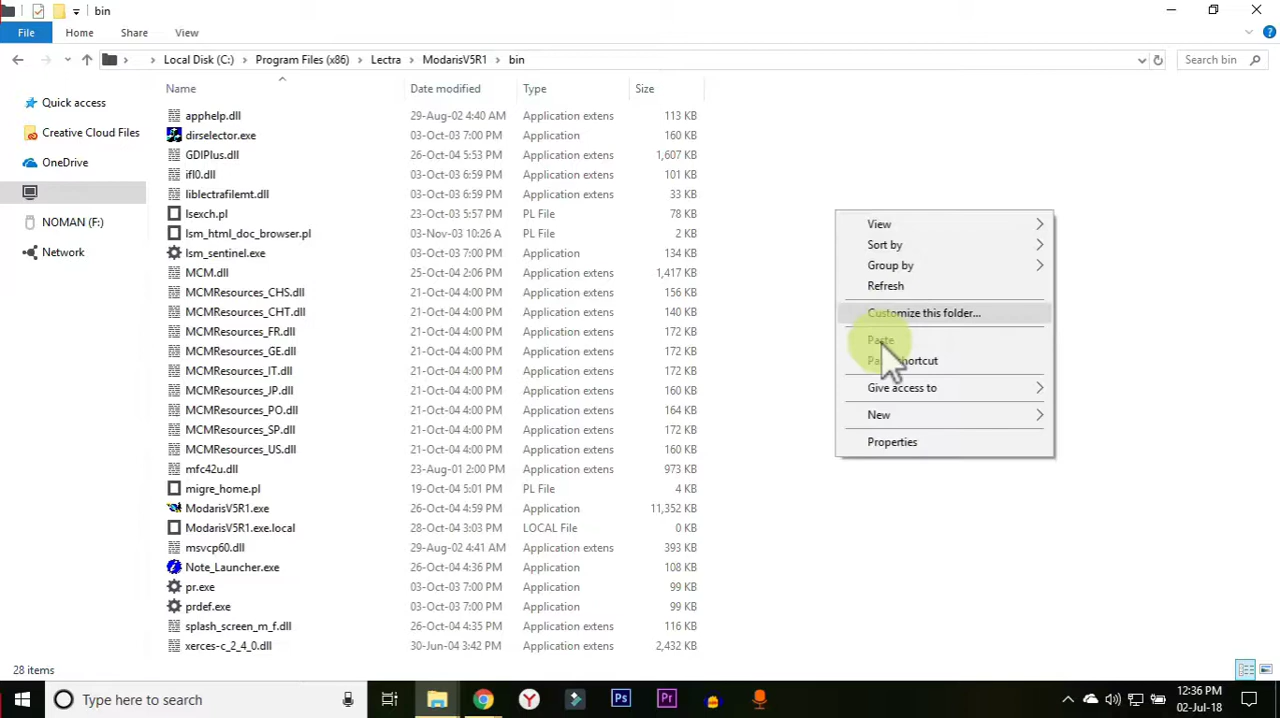 bin
File Home Share View
Local Disk (C:) Program Files (x86) Lectra ModarisV5R1 bin Search bin
Name Date modified Type Size
Quick access
Creative Cloud Files
OneDrive
NOMAN (F:)
Network
apphelp.dll 29-Aug-02 4:40 AM Application extens 113 KB
dirselector.exe 03-Oct-03 7:00 PM Application 160 KB
GDIPlus.dll 26-Oct-04 5:53 PM Application extens 1,607 KB
ifl0.dll 03-Oct-03 6:59 PM Application extens 101 KB
liblectrafilemt.dll 03-Oct-03 6:59 PM Application extens 33 KB
lsexch.pl 23-Oct-03 5:57 PM PL File 78 KB
lsm_html_doc_browser.pl 03-Nov-03 10:26 A PL File 2 KB
lsm_sentinel.exe 03-Oct-03 7:00 PM Application 134 KB
MCM.dll 25-Oct-04 2:06 PM Application extens 1,417 KB
MCMResources_CHS.dll 21-Oct-04 4:00 PM Application extens 156 KB
MCMResources_CHT.dll 21-Oct-04 4:00 PM Application extens 140 KB
MCMResources_FR.dll 21-Oct-04 4:00 PM Application extens 172 KB
MCMResources_GE.dll 21-Oct-04 4:00 PM Application extens 172 KB
MCMResources_IT.dll 21-Oct-04 4:00 PM Application extens 172 KB
MCMResources_JP.dll 21-Oct-04 4:00 PM Application extens 172 KB
MCMResources_PO.dll 21-Oct-04 4:00 PM Application extens 164 KB
MCMResources_SP.dll 21-Oct-04 4:00 PM Application extens 172 KB
MCMResources_US.dll 21-Oct-04 4:00 PM Application extens 160 KB
mfc42u.dll 23-Aug-01 2:00 PM Application extens 973 KB
migre_home.pl 19-Oct-04 5:01 PM PL File 4 KB
ModarisV5R1.exe 26-Oct-04 4:59 PM Application 11,352 KB
ModarisV5R1.exe.local 28-Oct-04 3:03 PM LOCAL File 0 KB
msvcp60.dll 29-Aug-02 4:41 AM Application extens 393 KB
Note_Launcher.exe 26-Oct-04 4:36 PM Application 108 KB
pr.exe 03-Oct-03 7:00 PM Application 99 KB
prdef.exe 03-Oct-03 7:00 PM Application 99 KB
splash_screen_m_f.dll 26-Oct-04 4:35 PM Application extens 116 KB
xerces-c_2_4_0.dll 30-Jun-04 3:42 PM Application extens 2,432 KB
View
Sort by
Group by
Refresh
Customize this folder...
Paste
shortcut
Give access to
New
Properties
28 items
Type here to search
Y Ps Pr
12:36 PM
02-Jul-18